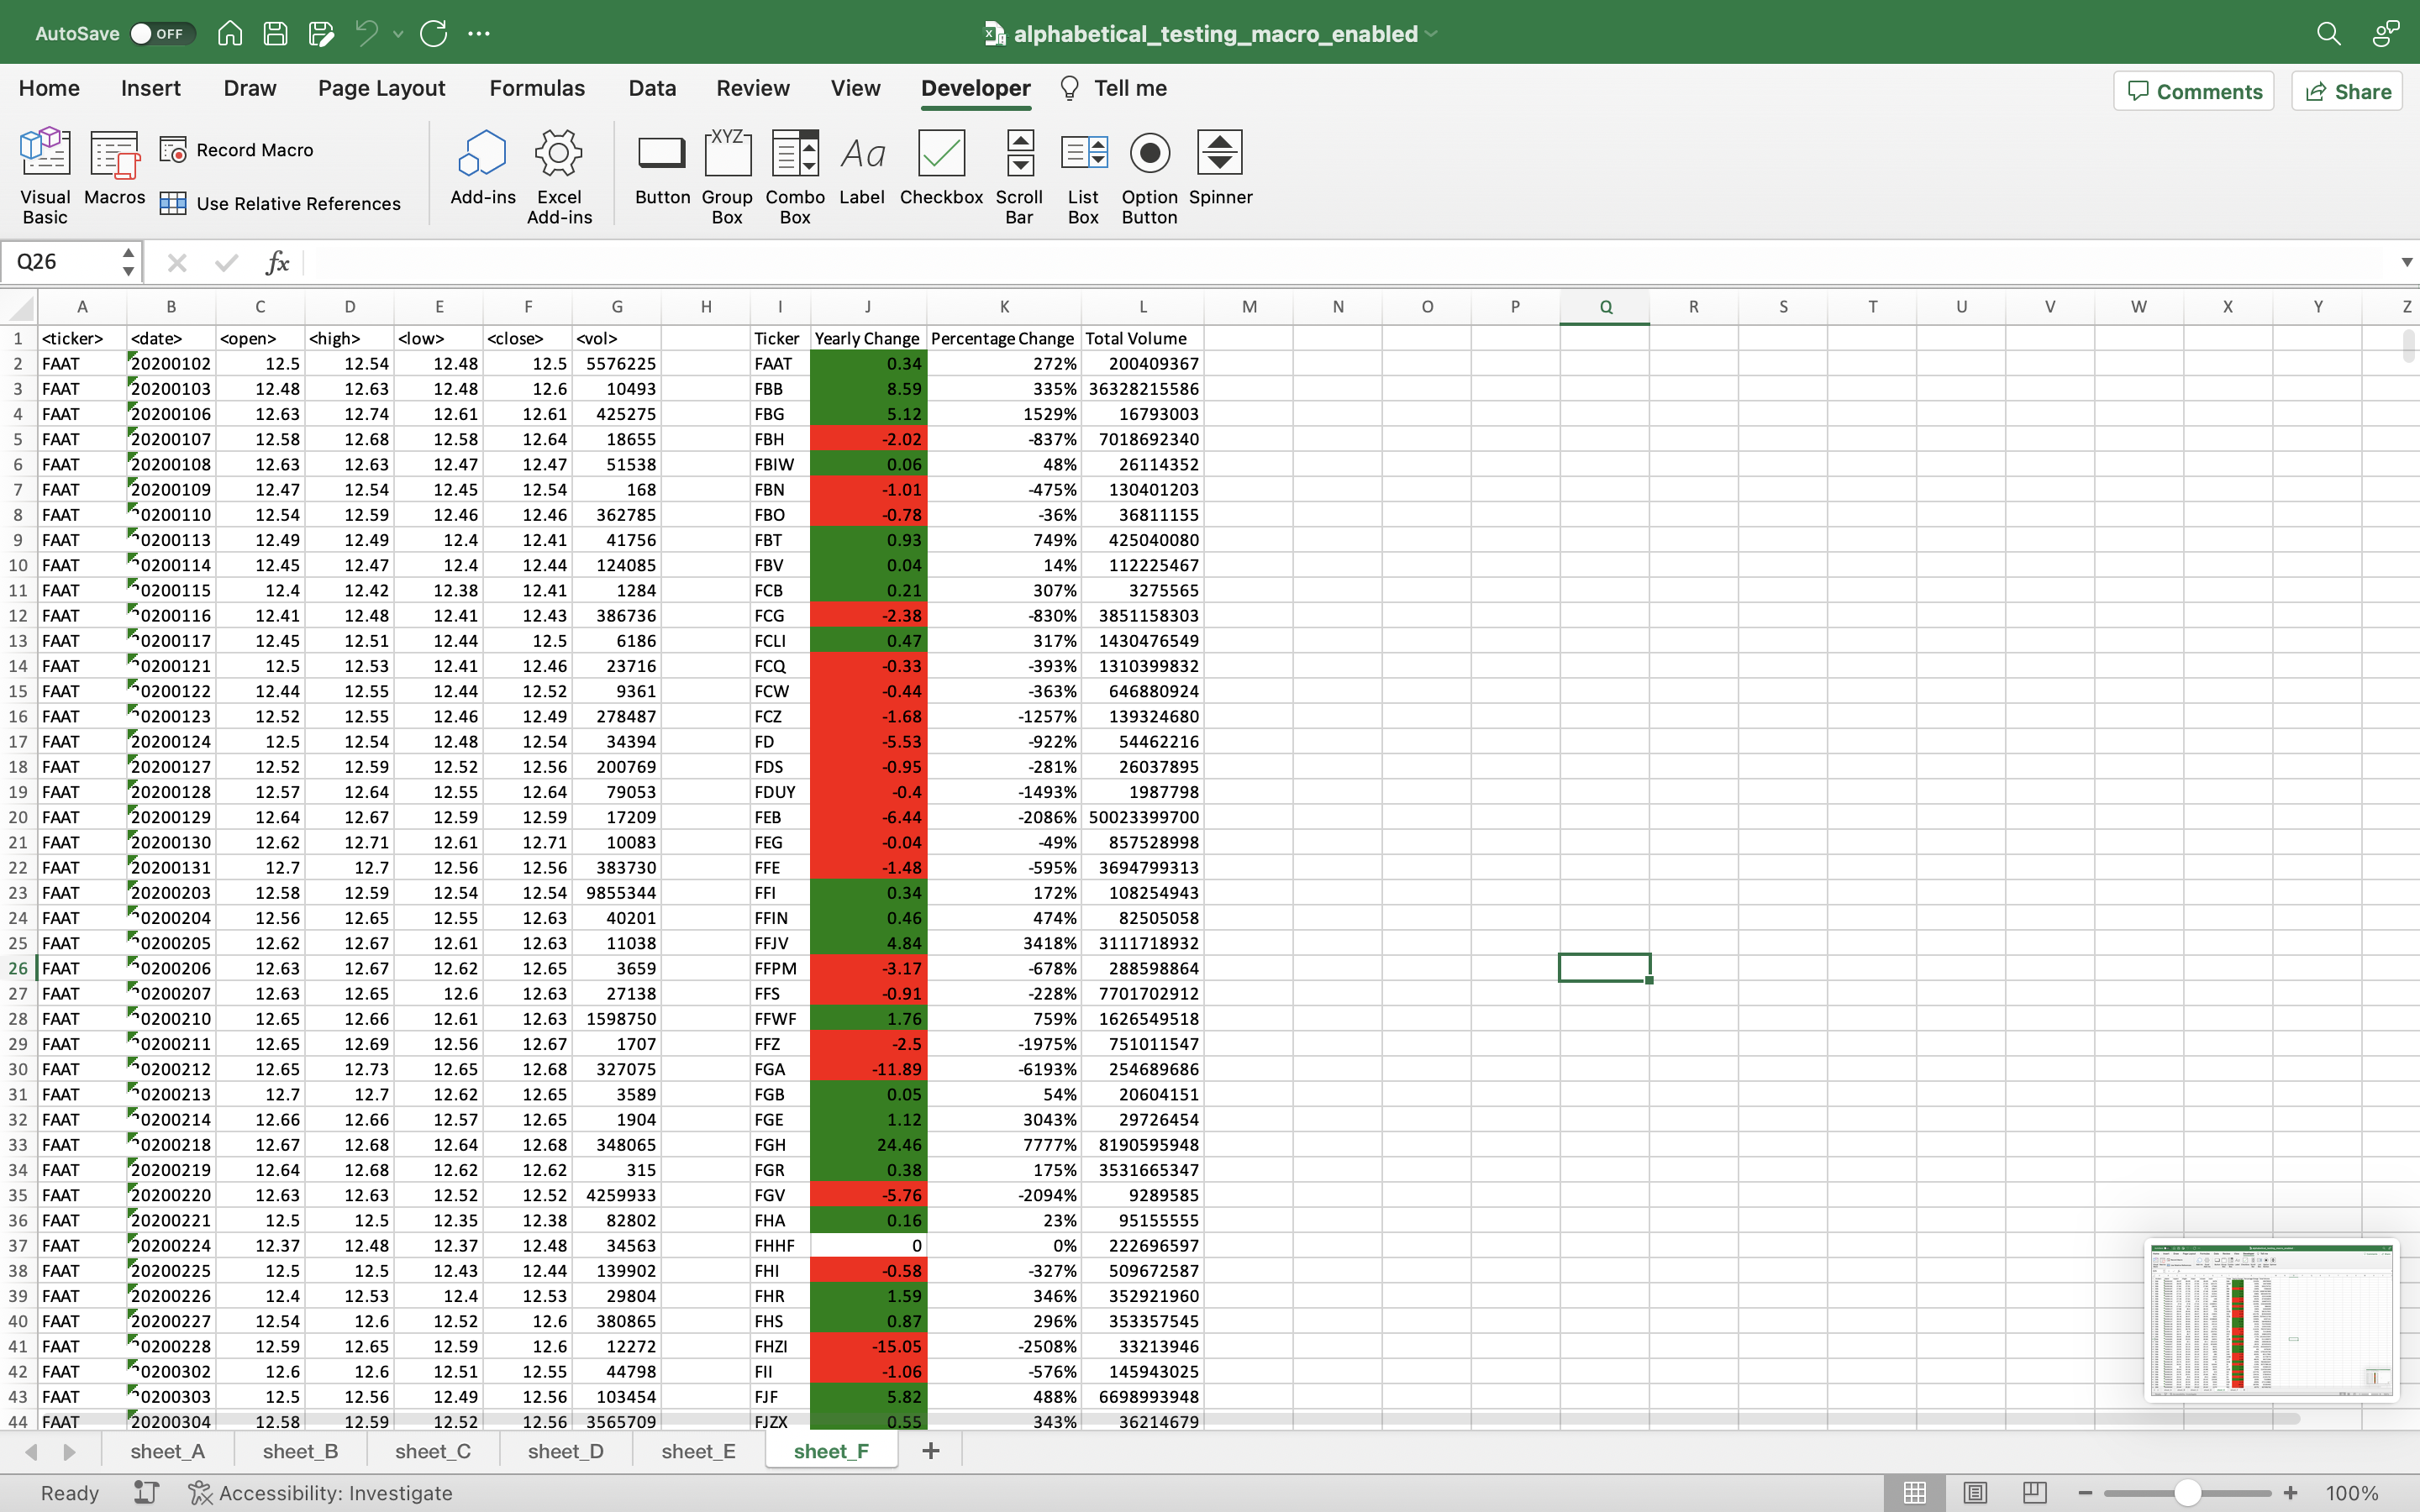 AutoSave OFF alphabetical_testing_macro_enabled
Home Insert Draw Page Layout Formulas Data Review View Developer Tell me Comments Share
Visual Basic Macros Record Macro Use Relative References Add-ins Excel Add-ins Button Group Box Combo Box Label Checkbox Scroll Bar List Box Option Button Spinner
XYZ Aa
Q26 fx
A B C D E F G H I J K L M N O P Q R S T U V W X Y Z
1 <ticker> <date> <open> <high> <low> <close> <vol> Ticker Yearly Change Percentage Change Total Volume
2 FAAT 20200102 12.5 12.54 12.48 12.5 5576225 FAAT 0.34 272% 200409367
3 FAAT 20200103 12.48 12.63 12.48 12.6 10493 FBB 8.59 335% 36328215586
4 FAAT 20200106 12.63 12.74 12.61 12.61 425275 FBG 5.12 1529% 16793003
5 FAAT 20200107 12.58 12.68 12.58 12.64 18655 FBH -2.02 -837% 7018692340
6 FAAT 20200108 12.63 12.63 12.47 12.47 51538 FBIW 0.06 48% 26114352
7 FAAT 20200109 12.47 12.54 12.45 12.54 168 FBN -1.01 -475% 130401203
8 FAAT 20200110 12.54 12.59 12.46 12.46 362785 FBO -0.78 -36% 36811155
9 FAAT 20200113 12.49 12.49 12.4 12.41 41756 FBT 0.93 749% 425040080
10 FAAT 20200114 12.45 12.47 12.4 12.44 124085 FBV 0.04 14% 112225467
11 FAAT 20200115 12.4 12.42 12.38 12.41 1284 FCB 0.21 307% 3275565
12 FAAT 20200116 12.41 12.48 12.41 12.43 386736 FCG -2.38 -830% 3851158303
13 FAAT 20200117 12.45 12.51 12.44 12.5 6186 FCLI 0.47 317% 1430476549
14 FAAT 20200121 12.5 12.53 12.41 12.46 23716 FCQ -0.33 -393% 1310399832
15 FAAT 20200122 12.44 12.55 12.44 12.52 9361 FCW -0.44 -363% 646880924
16 FAAT 20200123 12.52 12.55 12.46 12.49 278487 FCZ -1.68 -1257% 139324680
17 FAAT 20200124 12.5 12.54 12.48 12.54 34394 FD -5.53 -922% 54462216
18 FAAT 20200127 12.52 12.59 12.52 12.56 200769 FDS -0.95 -281% 26037895
19 FAAT 20200128 12.57 12.64 12.55 12.64 79053 FDUY -0.4 -1493% 1987798
20 FAAT 20200129 12.64 12.67 12.59 12.59 17209 FEB -6.44 -2086% 50023399700
21 FAAT 20200130 12.62 12.71 12.61 12.71 10083 FEG -0.04 -49% 857528998
22 FAAT 20200131 12.7 12.7 12.56 12.56 383730 FFE -1.48 -595% 3694799313
23 FAAT 20200203 12.58 12.59 12.54 12.54 9855344 FFI 0.34 172% 108254943
24 FAAT 20200204 12.56 12.65 12.55 12.63 40201 FFIN 0.46 474% 82505058
25 FAAT 20200205 12.62 12.67 12.61 12.63 11038 FFJV 4.84 3418% 3111718932
26 FAAT 20200206 12.63 12.67 12.62 12.65 3659 FFPM -3.17 -678% 288598864
27 FAAT 20200207 12.63 12.65 12.6 12.63 27138 FFS -0.91 -228% 7701702912
28 FAAT 20200210 12.65 12.66 12.61 12.63 1598750 FFWF 1.76 759% 1626549518
29 FAAT 20200211 12.65 12.69 12.56 12.67 1707 FFZ -2.5 -1975% 751011547
30 FAAT 20200212 12.65 12.73 12.65 12.68 327075 FGA -11.89 -6193% 254689686
31 FAAT 20200213 12.7 12.7 12.62 12.65 3589 FGB 0.05 54% 20604151
32 FAAT 20200214 12.66 12.66 12.57 12.65 1904 FGE 1.12 3043% 29726454
33 FAAT 20200218 12.67 12.68 12.64 12.68 348065 FGH 24.46 7777% 8190595948
34 FAAT 20200219 12.64 12.68 12.62 12.62 315 FGR 0.38 175% 3531665347
35 FAAT 20200220 12.63 12.63 12.52 12.52 4259933 FGV -5.76 -2094% 9289585
36 FAAT 20200221 12.5 12.5 12.35 12.38 82802 FHA 0.16 23% 95155555
37 FAAT 20200224 12.37 12.48 12.37 12.48 34563 FHHF 0 0% 222696597
38 FAAT 20200225 12.5 12.5 12.43 12.44 139902 FHI -0.58 -327% 509672587
39 FAAT 20200226 12.4 12.53 12.4 12.53 29804 FHR 1.59 346% 352921960
40 FAAT 20200227 12.54 12.6 12.52 12.6 380865 FHS 0.87 296% 353357545
41 FAAT 20200228 12.59 12.65 12.59 12.6 12272 FHZI -15.05 -2508% 33213946
42 FAAT 20200302 12.6 12.6 12.51 12.55 44798 FII -1.06 -576% 145943025
43 FAAT 20200303 12.5 12.56 12.49 12.56 103454 FJF 5.82 488% 6698993948
44 FAAT 20200304 12.58 12.59 12.52 12.56 3565709 FJZX 0.55 343% 36214679
sheet_A sheet_B sheet_C sheet_D sheet_E sheet_F +
Ready Accessibility: Investigate 100%